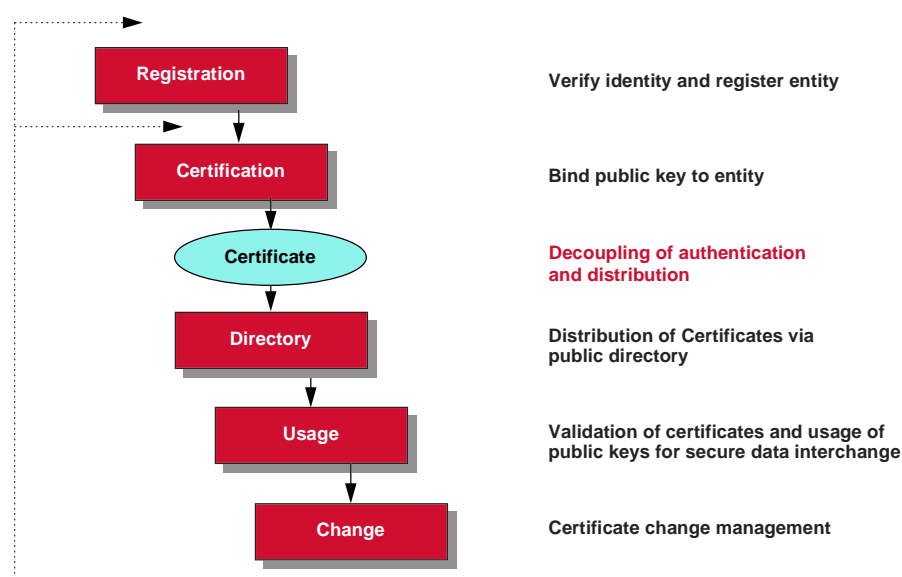 Registration
Verify identity and register entity
Certification
Bind public key to entity
Certificate
Decoupling of authentication
and distribution
Directory
Distribution of Certificates via
public directory
Usage
Validation of certificates and usage of
public keys for secure data interchange
Change
Certificate change management